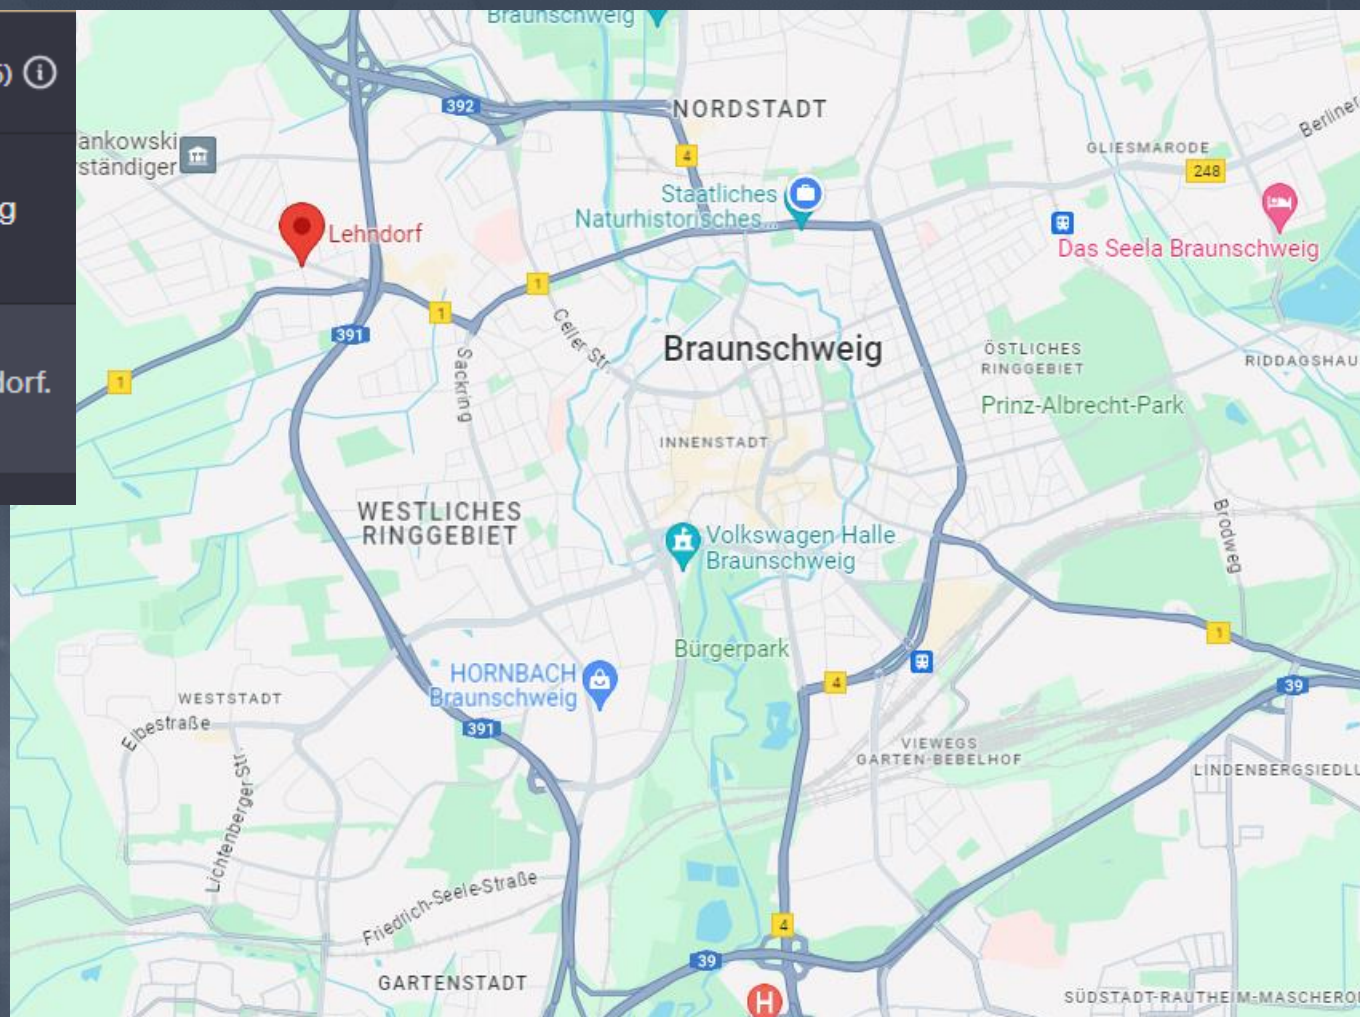 Braunschweig
5)
392
NORDSTADT
ankowski
ständiger
4
GLIESMARODE
Berliner
248
Staatliches
Naturhistorisches...
g
Lehndorf
Das Seela Braunschweig
1
1
391
Celler Str.
Braunschweig
ÖSTLICHES
RINGGEBIET
RIDDAGSHAU
dorf.
1
Sackring
Prinz-Albrecht-Park
INNENSTADT
WESTLICHES
RINGGEBIET
Volkswagen Halle
Braunschweig
Brodweg
1
Bürgerpark
HORNBACH
Braunschweig
4
39
WESTSTADT
Elbestraße
391
VIEWEGS
GARTEN-BEBELHOF
Lichtenberger Str.
LINDENBERGSIEDLU
Friedrich-Seele-Straße
4
39
GARTENSTADT
H
SÜDSTADT-RAUTHEIM-MASCHERO